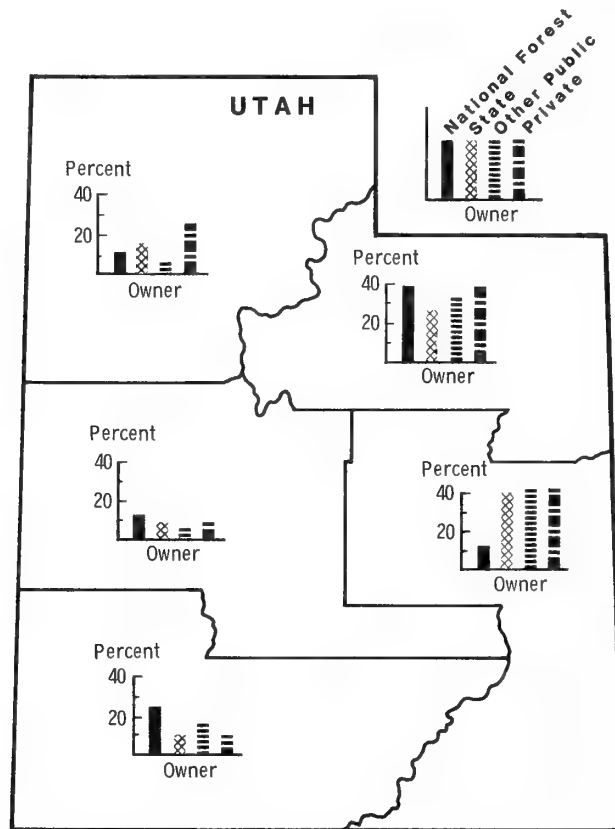 UTAH
National Forest
State
Other Public
Private
Owner
Percent
40
20
Owner
Percent
40
20
Owner
Percent
40
20
Owner
Percent
40
20
Owner
Percent
40
20
Owner